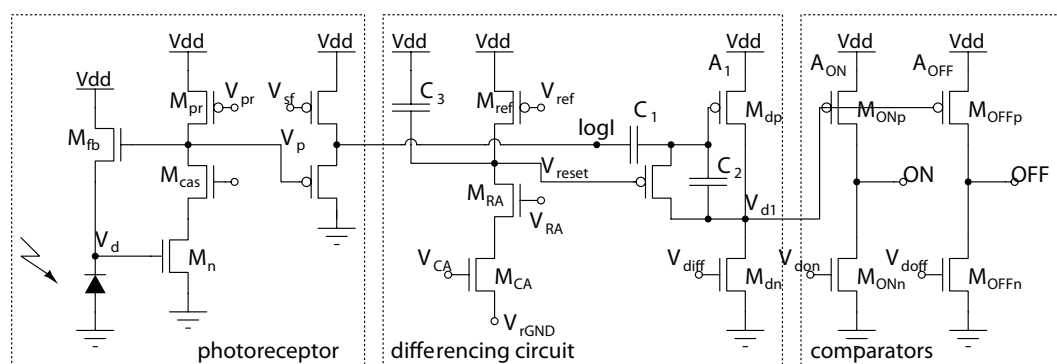 Vdd
Vdd
Vdd
Vdd
Vdd
Vdd
Vdd
Vdd
A1
AON
AOFF
Mpr
Vpr
Vsf
C3
Mref
Vref
logI
C1
Mdp
MONp
MOFFp
Mfb
Vp
Mcas
Vreset
C2
MRA
VRA
Vd1
ON
OFF
Vd
Mn
VCA
MCA
Vdiff
Mdn
Vdon
MONn
Vdoff
MOFFn
VrGND
photoreceptor
differencing circuit
comparators